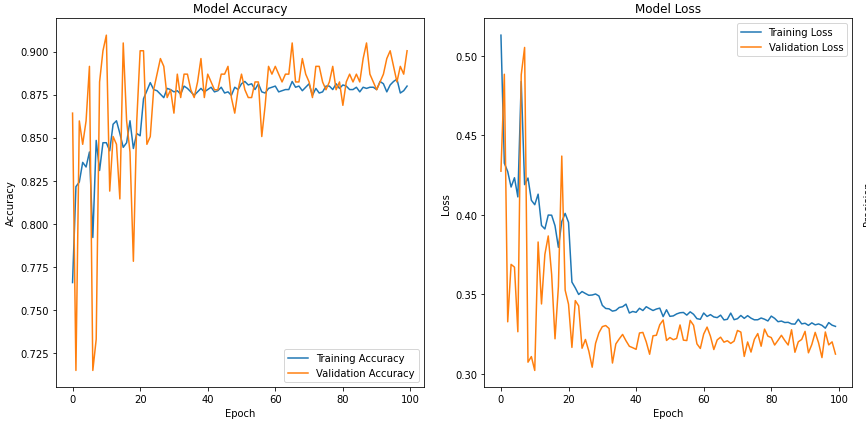 Model Accuracy
Accuracy
0.900
0.875
0.850
0.825
0.800
0.775
0.750
0.725
0
20
40
60
80
100
Epoch
Training Accuracy
Validation Accuracy
Model Loss
Loss
0.50
0.45
0.40
0.35
0.30
0
20
40
60
80
100
Epoch
Training Loss
Validation Loss